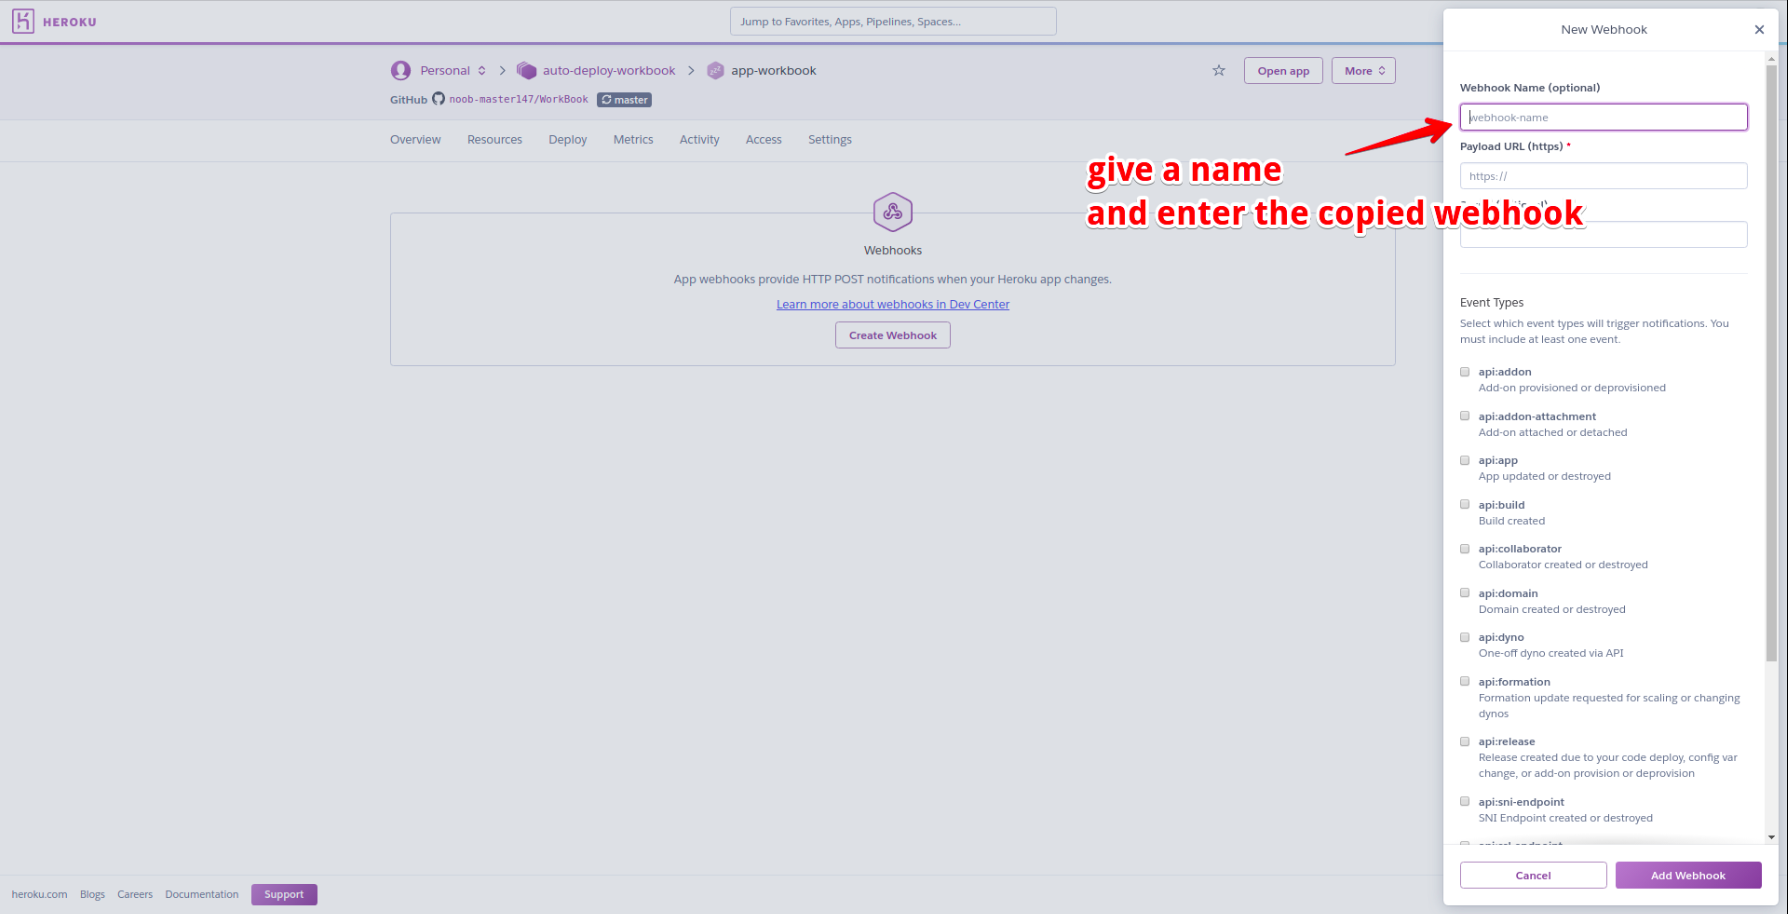 HEROKU
Jump to Favorites, Apps, Pipelines, Spaces...
Personal
auto-deploy-workbook
app-workbook
Open app
More
GitHub noob-master147/WorkBook master
Overview
Resources
Deploy
Metrics
Activity
Access
Settings
Webhooks
App webhooks provide HTTP POST notifications when your Heroku app changes.
Learn more about webhooks in Dev Center
Create Webhook
give a name
and enter the copied webhook
New Webhook
Webhook Name (optional)
webhook-name
Payload URL (https) *
https://
Event Types
Select which event types will trigger notifications. You
must include at least one event.
api:addon
Add-on provisioned or deprovisioned
api:addon-attachment
Add-on attached or detached
api:app
App updated or destroyed
api:build
Build created
api:collaborator
Collaborator created or destroyed
api:domain
Domain created or destroyed
api:dyno
One-off dyno created via API
api:formation
Formation update requested for scaling or changing
dynos
api:release
Release created due to your code deploy, config var
change, or add-on provision or deprovision
api:sni-endpoint
SNI Endpoint created or destroyed
Cancel
Add Webhook
heroku.com
Blogs
Careers
Documentation
Support